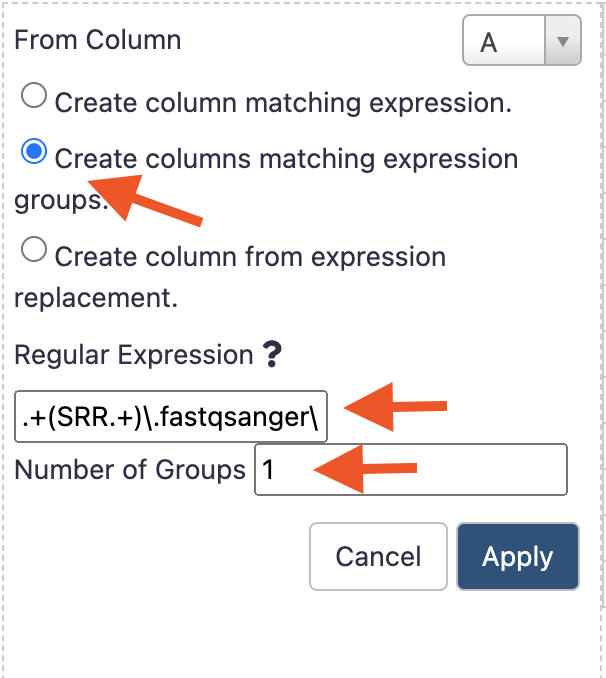 From Column
A
Create column matching expression.
Create columns matching expression
groups.
Create column from expression
replacement.
Regular Expression ?
.+(SRR.+)\.fastqsanger\
Number of Groups 1
Cancel Apply